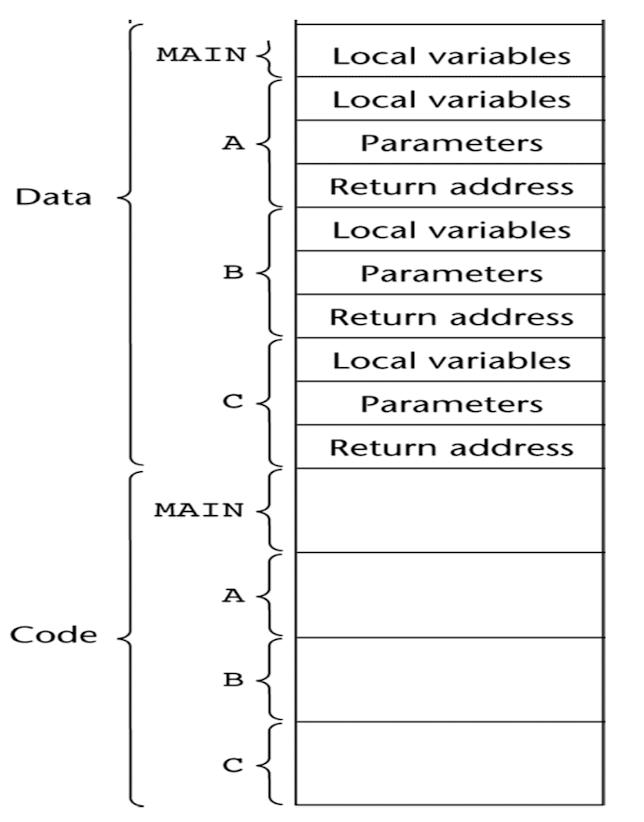 MAIN
Local variables
Local variables
A
Parameters
Return address
Data
Local variables
B
Parameters
Return address
Local variables
C
Parameters
Return address
MAIN
A
Code
B
C